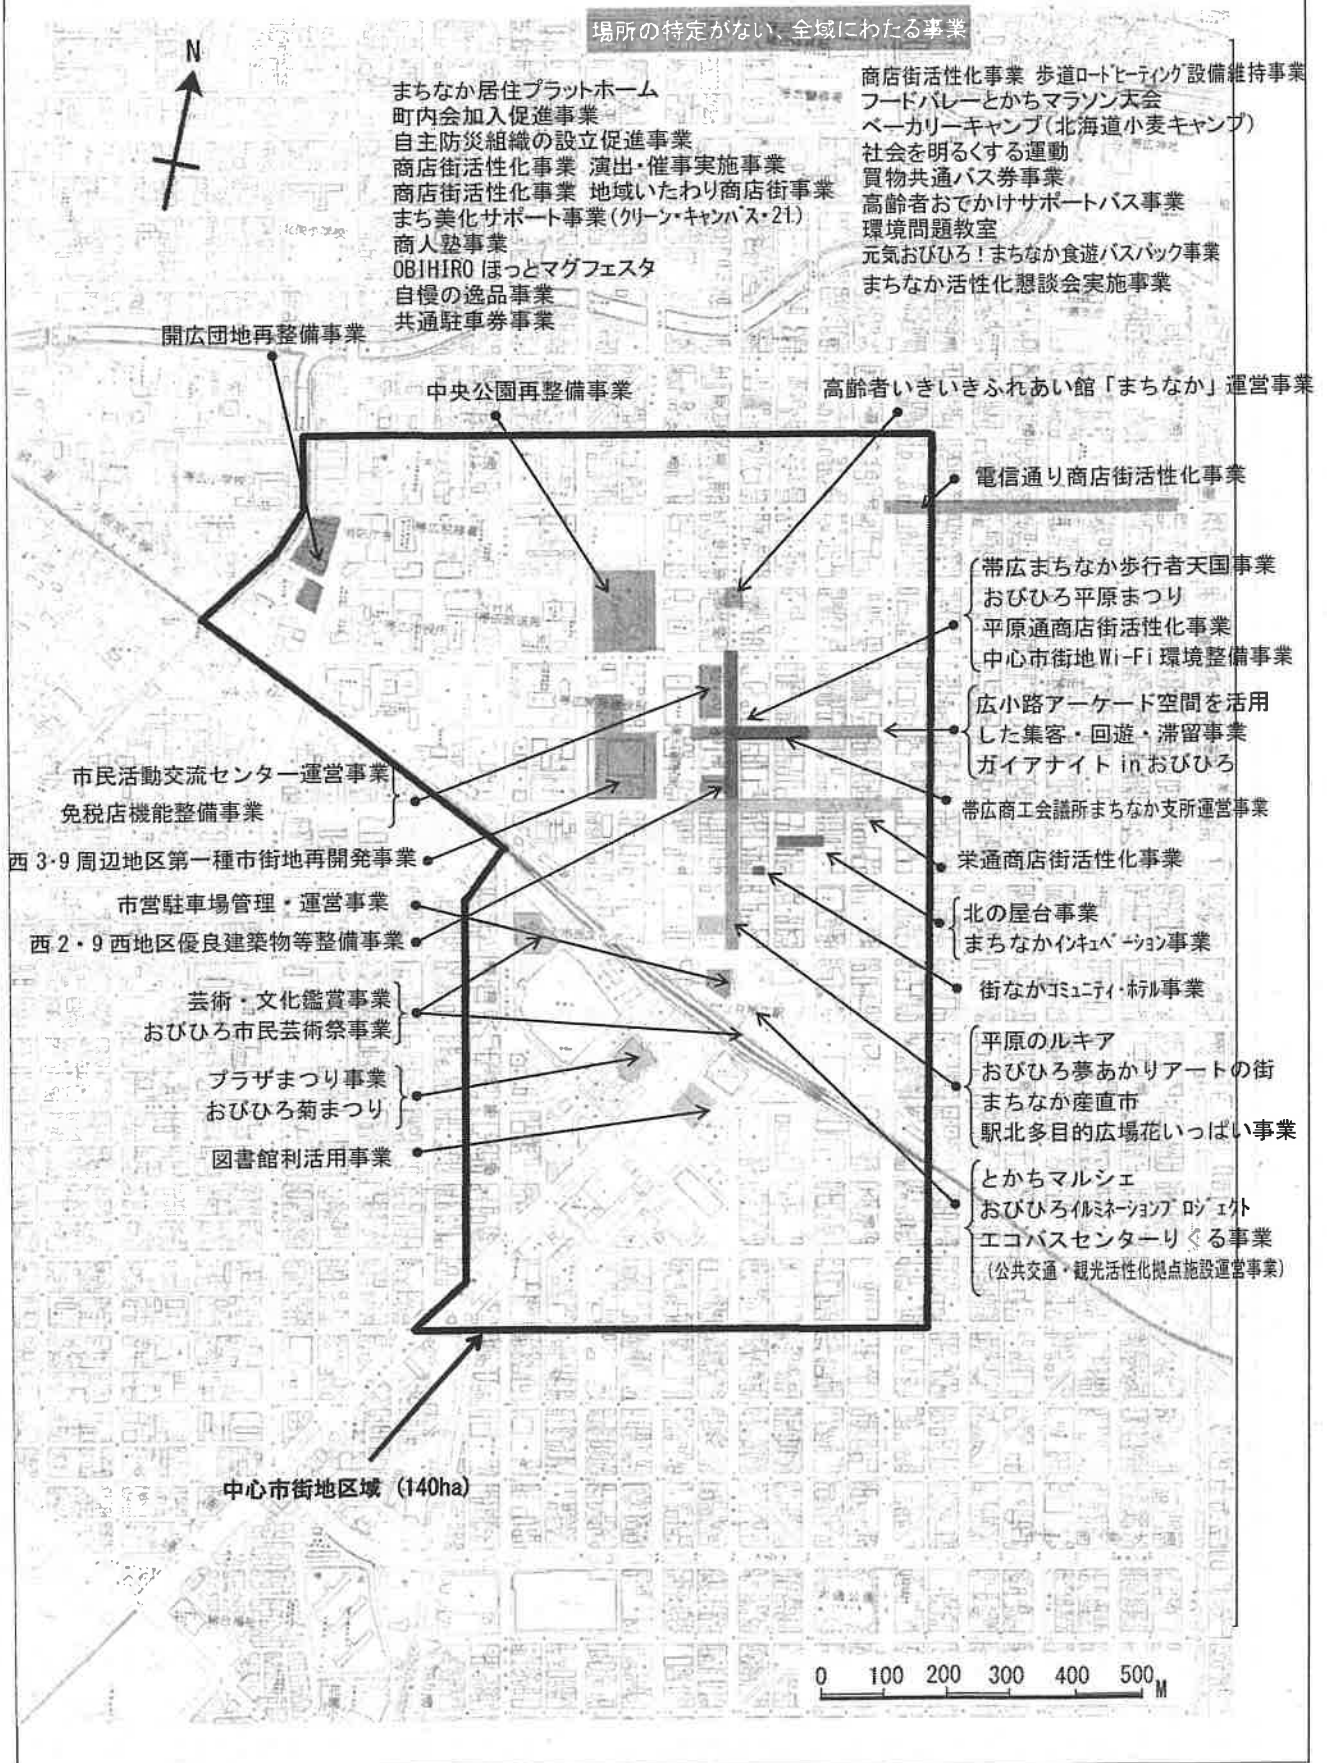 場所の特定がない、全域にわたる事業
N
まちなか居住プラットホーム
町内会加入促進事業
自主防災組織の設立促進事業
商店街活性化事業 演出・催事実施事業
商店街活性化事業 地域いたわり商店街事業
まち美化サポート事業(クリーン・キャンバス・21)
商人塾事業
OBIHIRO ほっとマグフェスタ
自慢の逸品事業
共通駐車券事業
商店街活性化事業 歩道ロードヒーティング設備維持事業
フードバレーとかちマラソン大会
ベーカリーキャンプ(北海道小麦キャンプ)
社会を明るくする運動
買物共通バス券事業
高齢者おでかけサポートバス事業
環境問題教室
元気おびひろ!まちなか食遊バスパック事業
まちなか活性化懇談会実施事業
開広団地再整備事業
中央公園再整備事業
高齢者いきいきふれあい館「まちなか」運営事業
電信通り商店街活性化事業
帯広まちなか歩行者天国事業
おびひろ平原まつり
平原通商店街活性化事業
中心市街地Wi-Fi環境整備事業
広小路アーケード空間を活用
した集客・回遊・滞留事業
ガイアナイト inおびひろ
帯広商工会議所まちなか支所運営事業
栄通商店街活性化事業
北の屋台事業
まちなかインキュベーション事業
街なかコミュニティ・ホテル事業
平原のルキア
おびひろ夢あかりアートの街
まちなか産直市
駅北多目的広場花いっぱい事業
とかちマルシェ
おびひろイルミネーションプロジェクト
エコバスセンターりくる事業
(公共交通・観光活性化拠点施設運営事業)
市民活動交流センター運営事業
免税店機能整備事業
西3・9周辺地区第一種市街地再開発事業
市営駐車場管理・運営事業
西2・9西地区優良建築物等整備事業
芸術・文化鑑賞事業
おびひろ市民芸術祭事業
プラザまつり事業
おびひろ菊まつり
図書館利活用事業
中心市街地区域 (140ha)
0 100 200 300 400 500 M